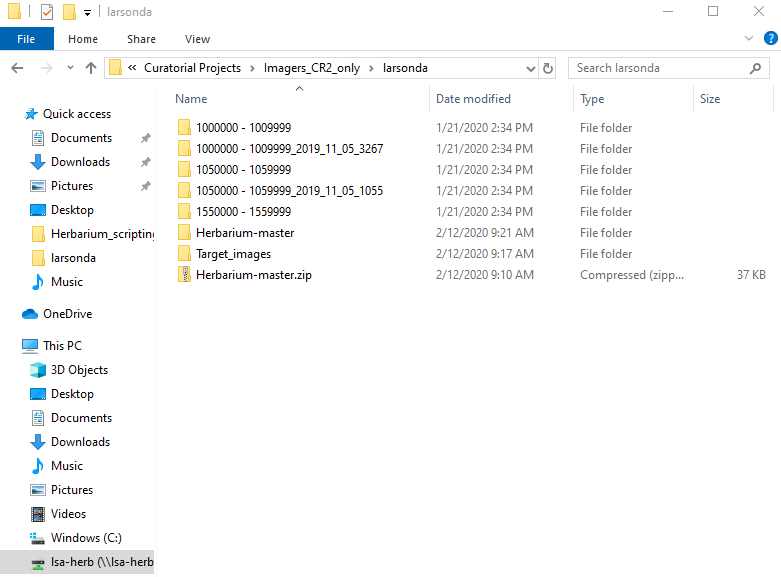 larsonda
File Home Share View
« Curatorial Projects > Imagers_CR2_only > larsonda
Search larsonda
Name Date modified Type Size
Quick access
Documents
Downloads
Pictures
Desktop
Herbarium_scripting
larsonda
Music
OneDrive
This PC
3D Objects
Desktop
Documents
Downloads
Music
Pictures
Videos
Windows (C:)
lsa-herb (\\lsa-herb
1000000 - 1009999 1/21/2020 2:34 PM File folder
1000000 - 1009999_2019_11_05_3267 1/21/2020 2:34 PM File folder
1050000 - 1059999 1/21/2020 2:34 PM File folder
1050000 - 1059999_2019_11_05_1055 1/21/2020 2:34 PM File folder
1550000 - 1559999 1/21/2020 2:34 PM File folder
Herbarium-master 2/12/2020 9:21 AM File folder
Target_images 2/12/2020 9:17 AM File folder
Herbarium-master.zip 2/12/2020 9:10 AM Compressed (zipp... 37 KB